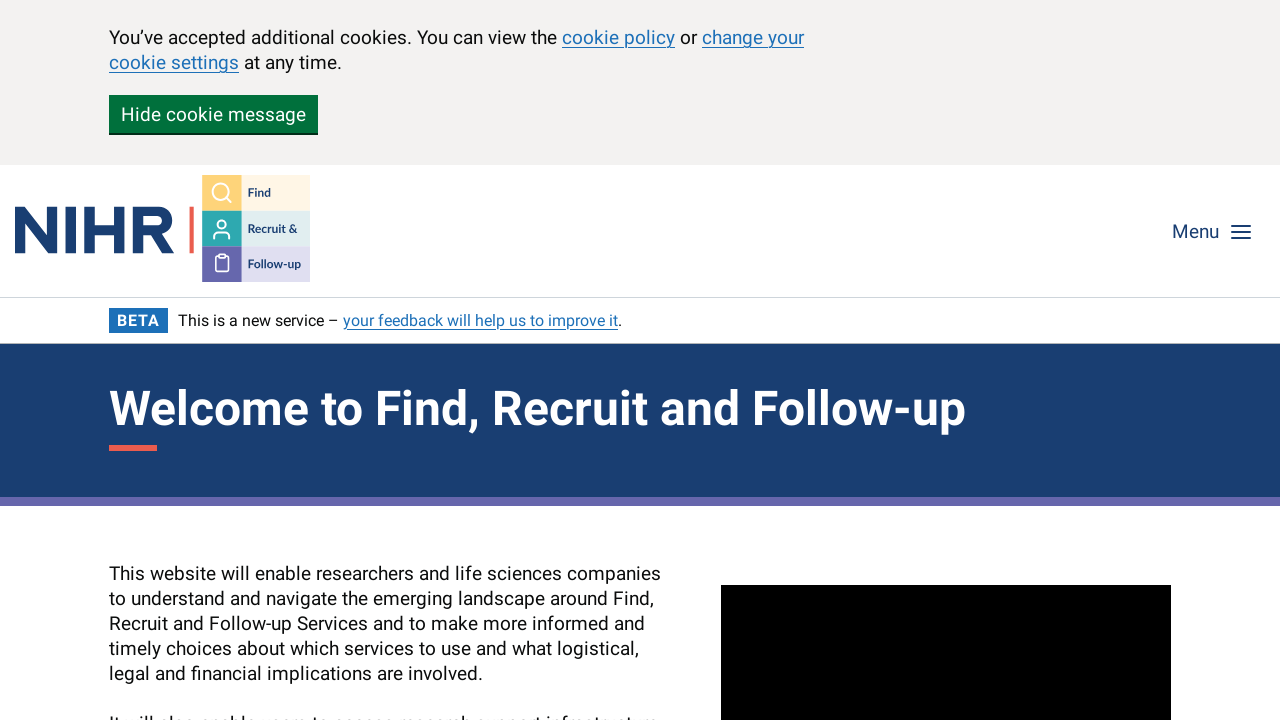 You’ve accepted additional cookies. You can view the cookie policy or change your
cookie settings at any time.
Hide cookie message
NIHR
Find
Recruit &
Follow-up
Menu
BETA This is a new service – your feedback will help us to improve it.
Welcome to Find, Recruit and Follow-up
This website will enable researchers and life sciences companies
to understand and navigate the emerging landscape around Find,
Recruit and Follow-up Services and to make more informed and
timely choices about which services to use and what logistical,
legal and financial implications are involved.